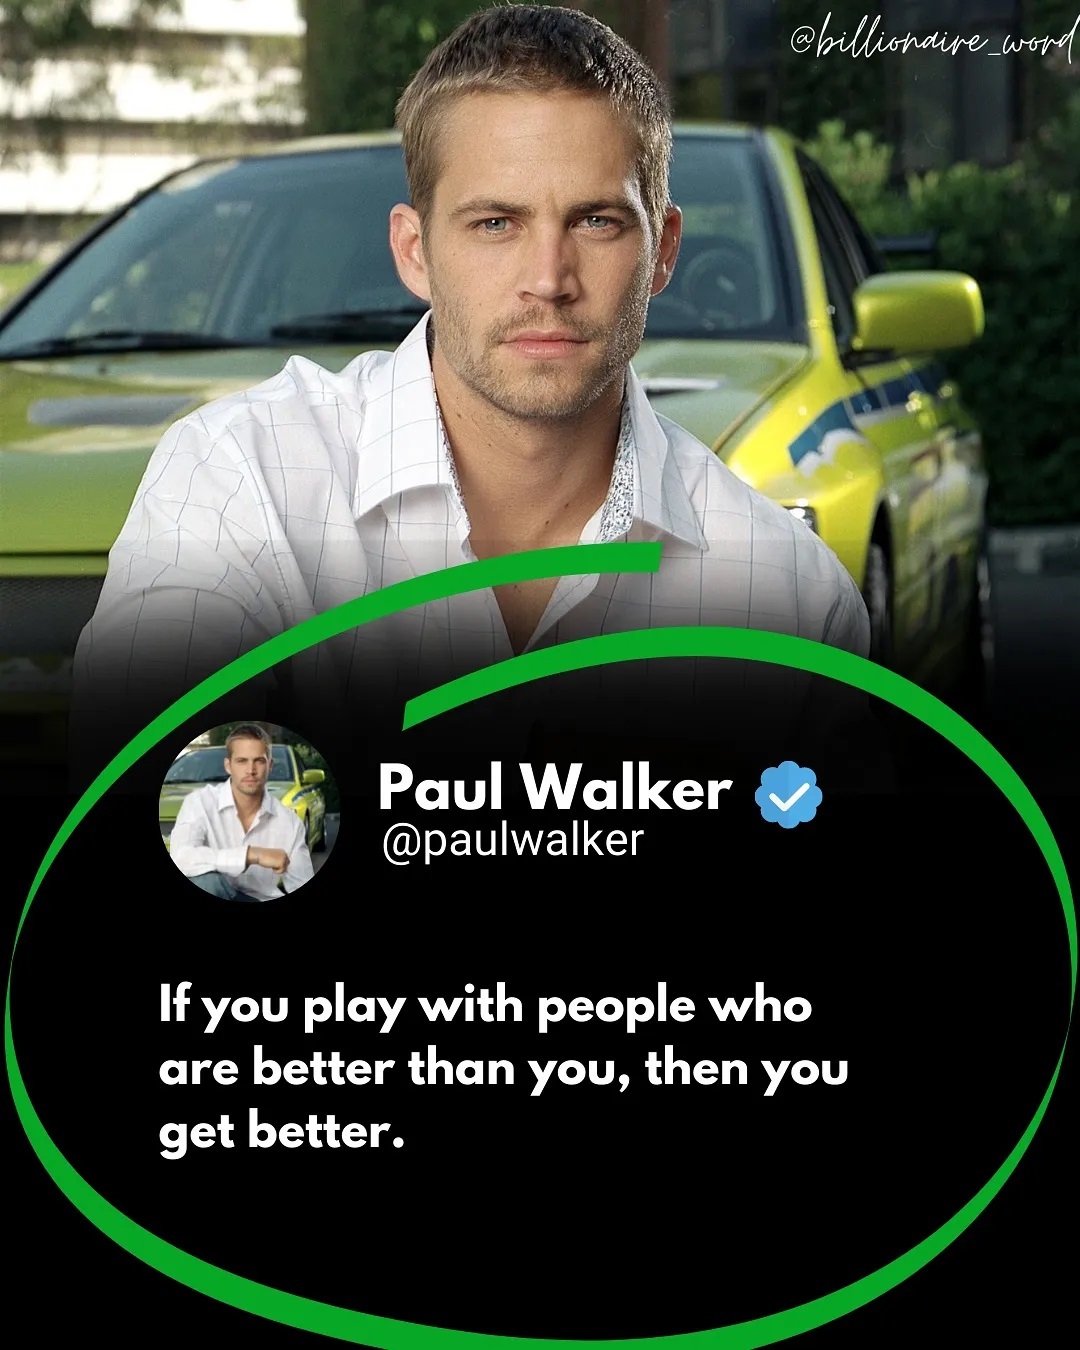 @billionaire_word
Paul Walker
@paulwalker
If you play with people who
are better than you, then you
get better.